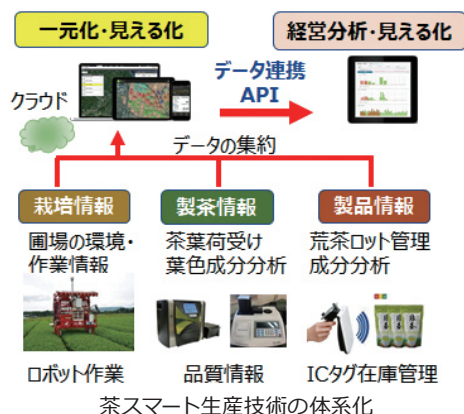 一元化・見える化
経営分析・見える化
データ連携
API
クラウド
データの集約
栽培情報
製茶情報
製品情報
圃場の環境・
作業情報
茶葉荷受け
葉色成分分析
荒茶ロット管理
成分分析
ロボット作業
品質情報
ICタグ在庫管理
茶スマート生産技術の体系化